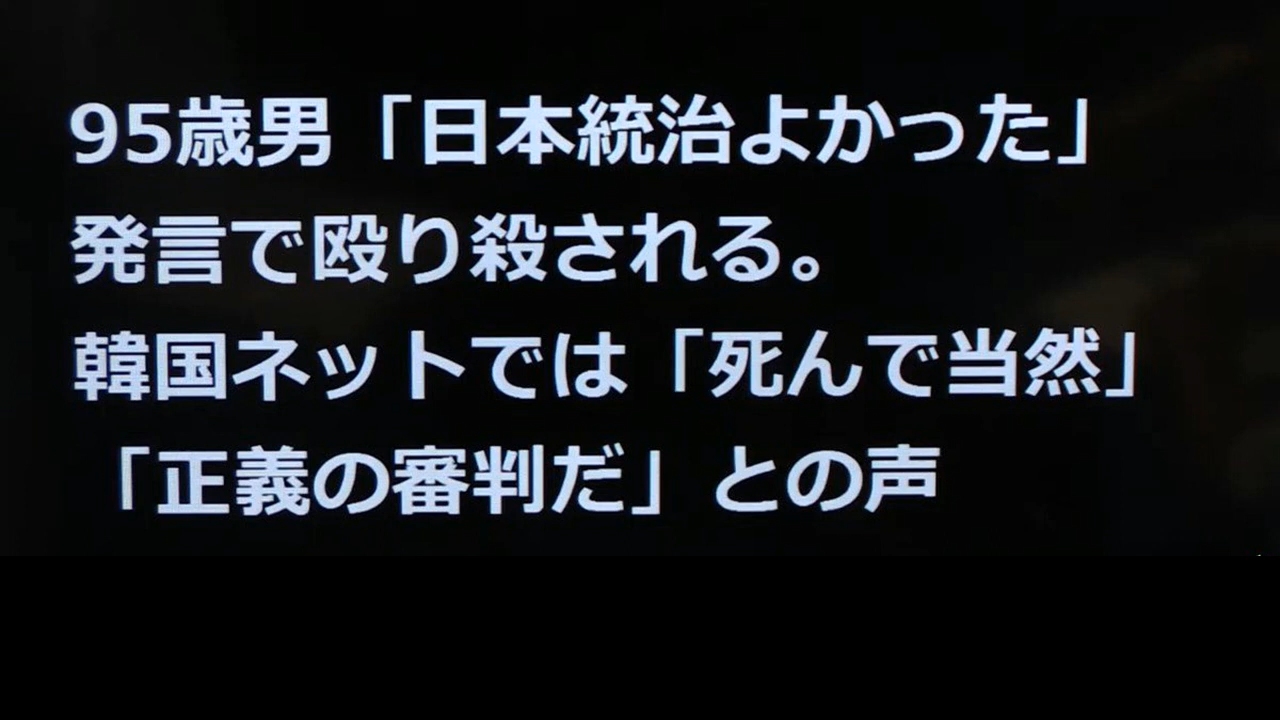 95歳男「日本統治よかった」
発言で殴り殺される。
韓国ネットでは「死んで当然」
「正義の審判だ」との声